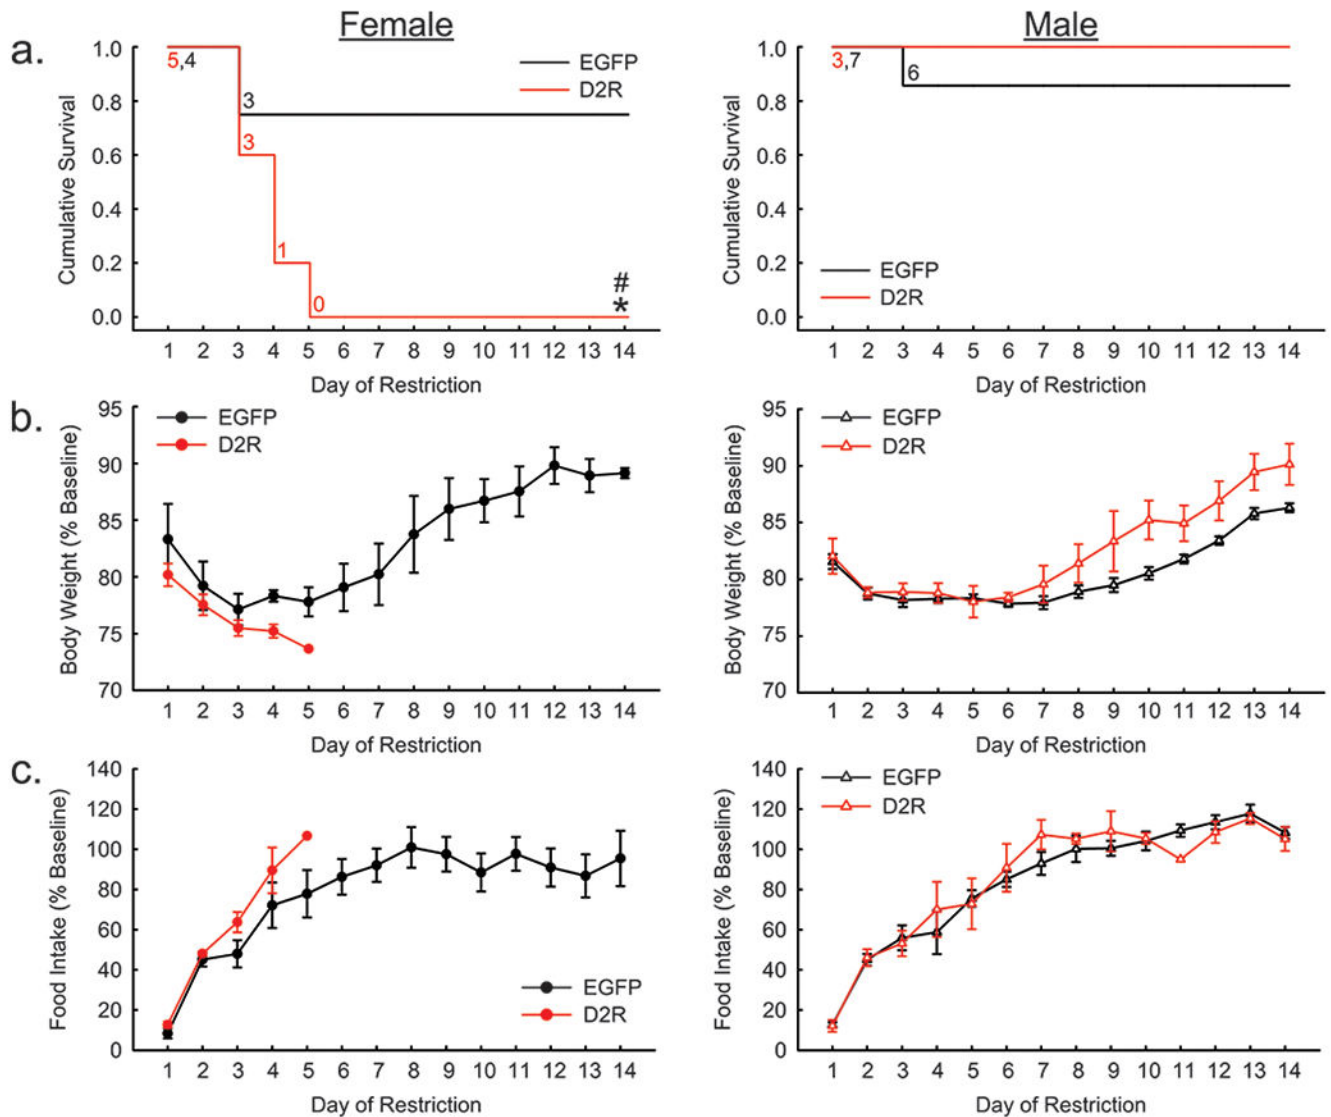 Female
Male
a.
1.0
0.8
0.6
0.4
0.2
0.0
Cumulative Survival
5,4
3
3
1
0
#
*
EGFP
D2R
1 2 3 4 5 6 7 8 9 10 11 12 13 14
Day of Restriction
1.0
0.8
0.6
0.4
0.2
0.0
Cumulative Survival
3,7
6
EGFP
D2R
1 2 3 4 5 6 7 8 9 10 11 12 13 14
Day of Restriction
b.
95
90
85
80
75
70
Body Weight (% Baseline)
EGFP
D2R
1 2 3 4 5 6 7 8 9 10 11 12 13 14
Day of Restriction
95
90
85
80
75
70
Body Weight (% Baseline)
EGFP
D2R
1 2 3 4 5 6 7 8 9 10 11 12 13 14
Day of Restriction
c.
140
120
100
80
60
40
20
0
Food Intake (% Baseline)
EGFP
D2R
1 2 3 4 5 6 7 8 9 10 11 12 13 14
Day of Restriction
140
120
100
80
60
40
20
0
Food Intake (% Baseline)
EGFP
D2R
1 2 3 4 5 6 7 8 9 10 11 12 13 14
Day of Restriction